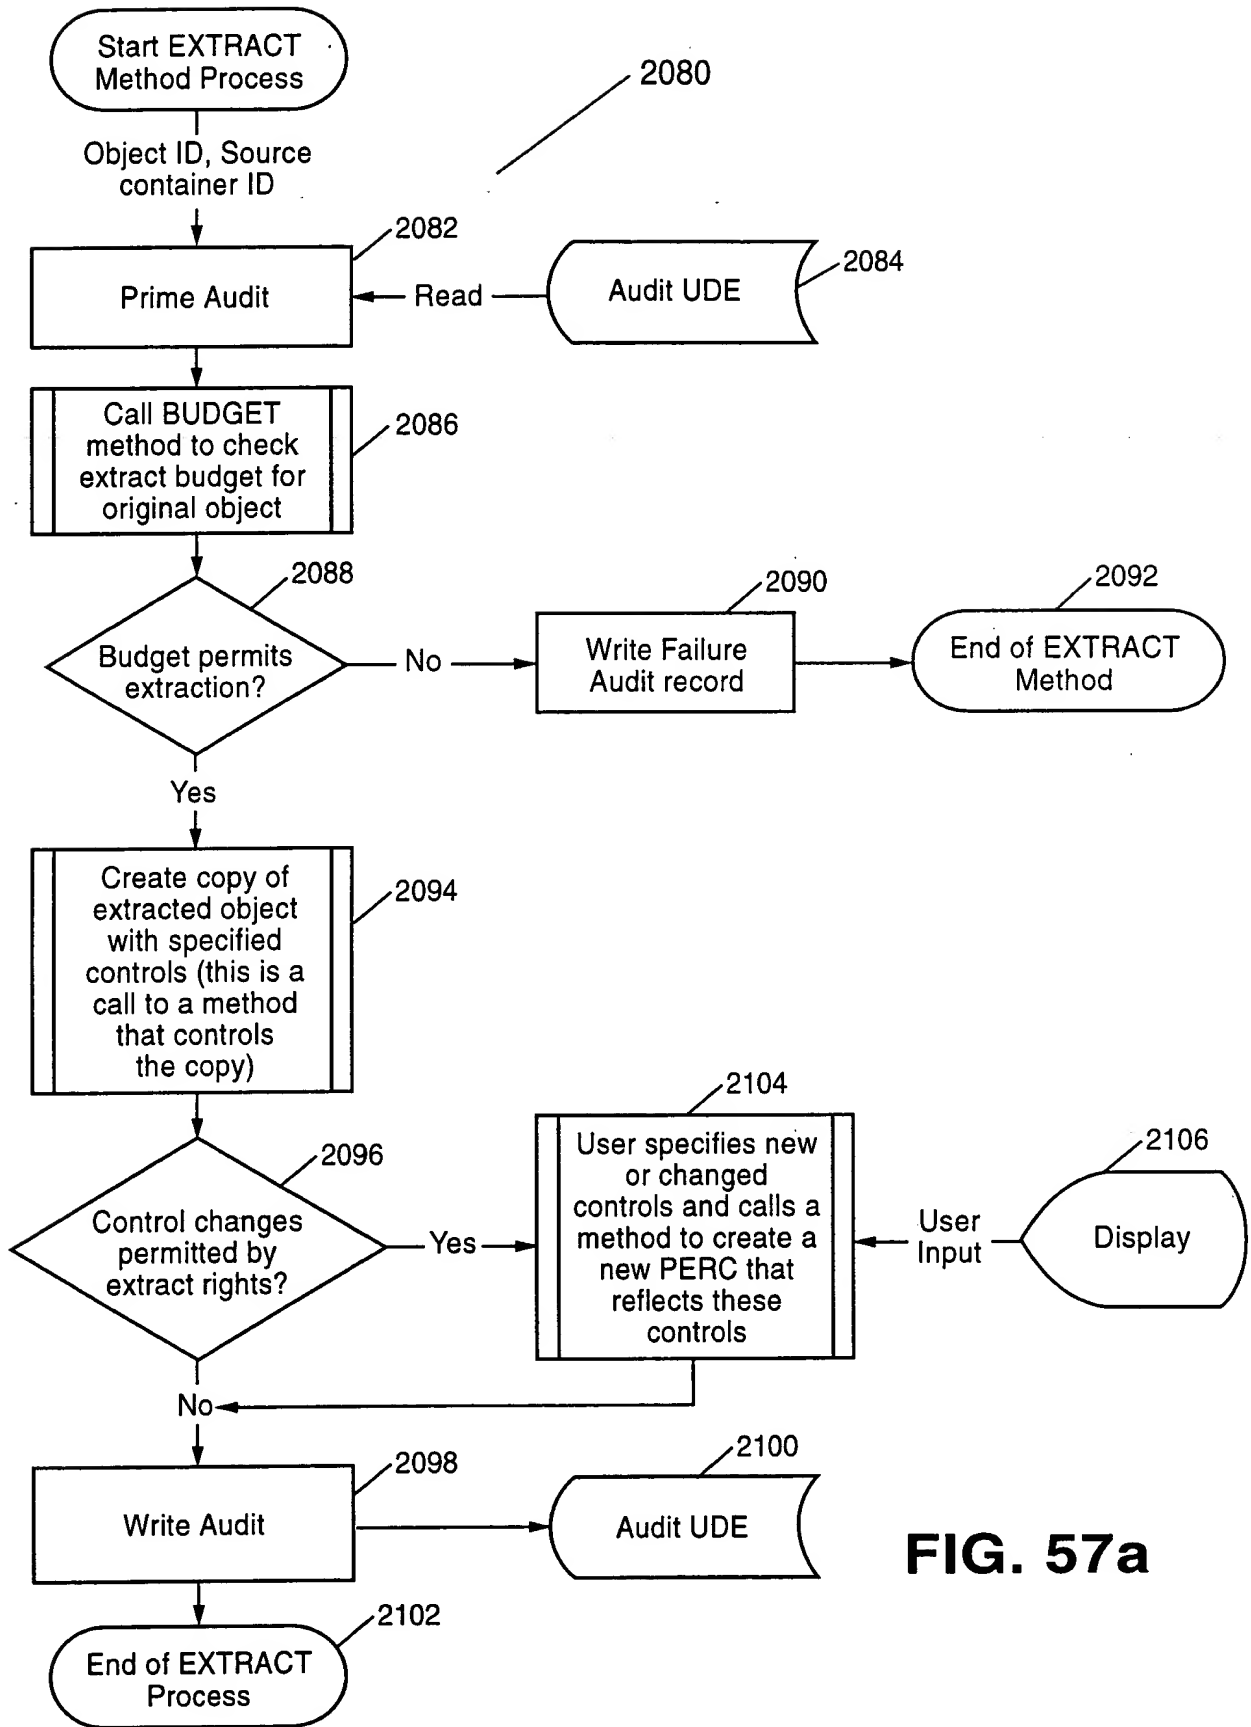 Start EXTRACT
Method Process
2080
Object ID, Source
container ID
2082
Prime Audit
Read
Audit UDE
2084
Call BUDGET
method to check
extract budget for
original object
2086
2088
Budget permits
extraction?
No
2090
Write Failure
Audit record
2092
End of EXTRACT
Method
Yes
Create copy of
extracted object
with specified
controls (this is a
call to a method
that controls
the copy)
2094
2096
Control changes
permitted by
extract rights?
Yes
2104
User specifies new
or changed
controls and calls a
method to create a
new PERC that
reflects these
controls
User
Input
2106
Display
No
2098
Write Audit
2100
Audit UDE
FIG. 57a
2102
End of EXTRACT
Process